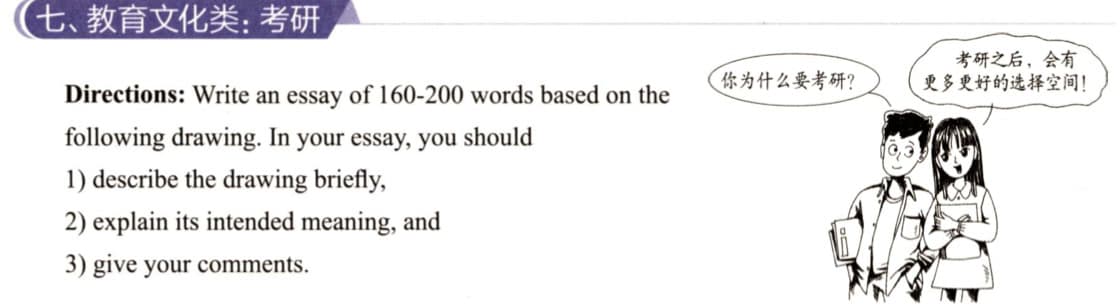 七、教育文化类：考研
Directions: Write an essay of 160-200 words based on the
following drawing. In your essay, you should
1) describe the drawing briefly,
2) explain its intended meaning, and
3) give your comments.
你为什么要考研？
考研之后，会有
更多更好的选择空间！